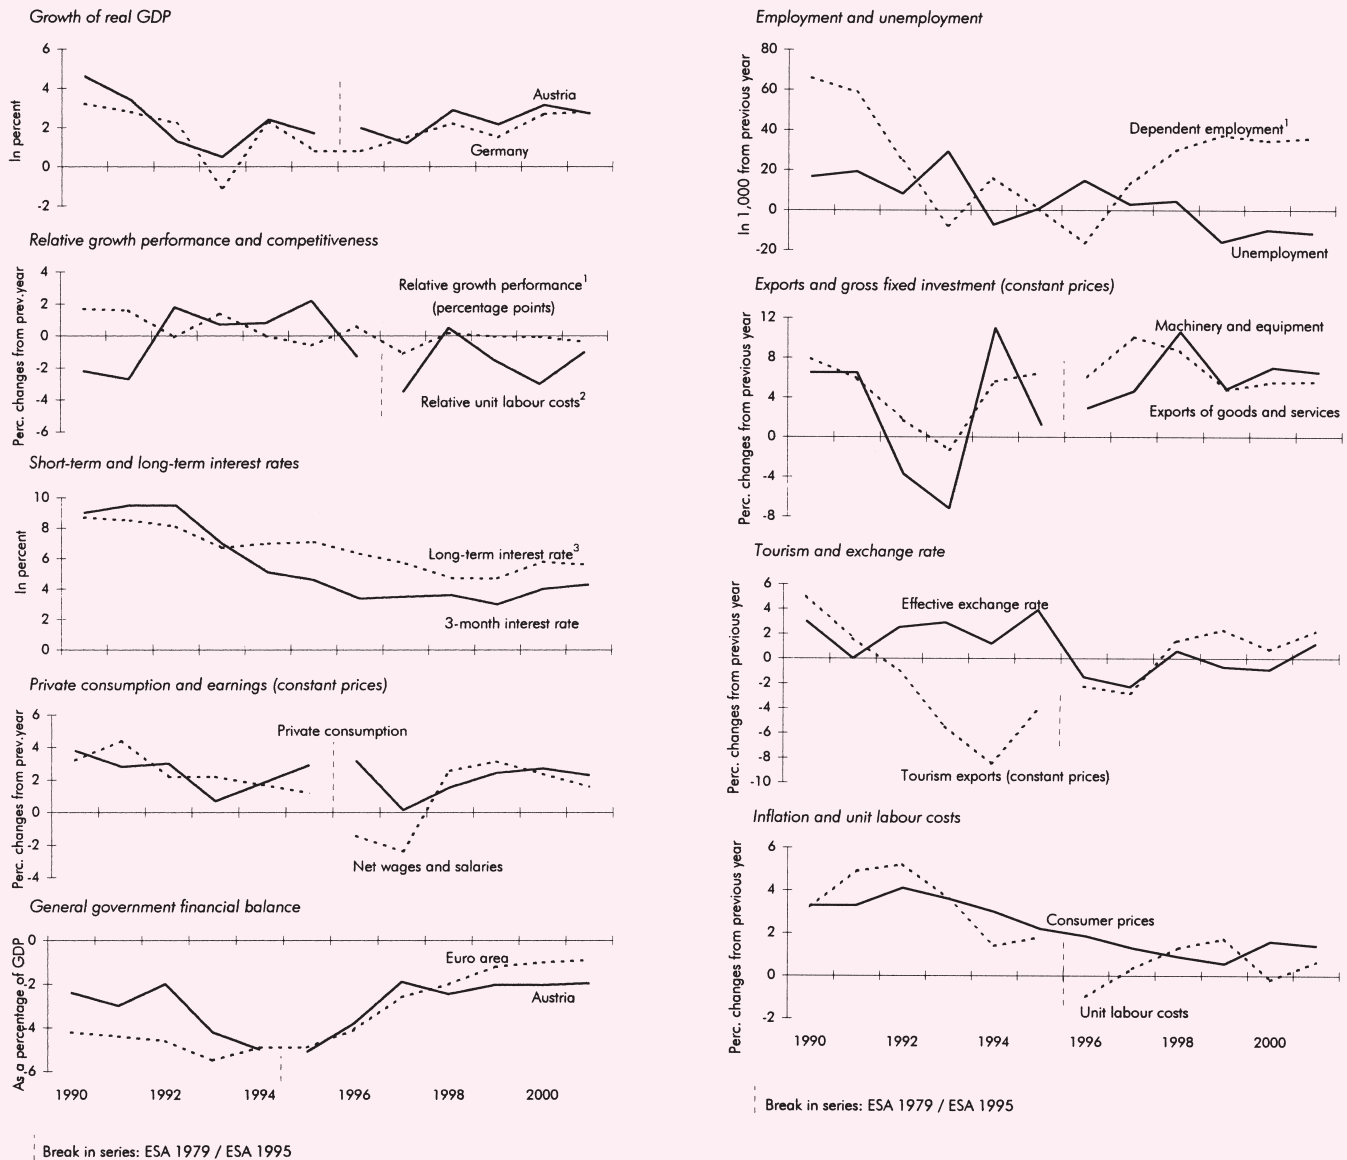 Growth of real GDP
In percent
6
4
2
0
-2
Austria
Germany
Relative growth performance and competitiveness
Perc. changes from prev.year
4
2
0
-2
-4
-6
Relative growth performance¹
(percentage points)
Relative unit labour costs²
Short-term and long-term interest rates
In percent
10
8
6
4
2
0
Long-term interest rate³
3-month interest rate
Private consumption and earnings (constant prices)
Perc. changes from prev.year
6
4
2
0
-2
-4
Private consumption
Net wages and salaries
General government financial balance
As a percentage of GDP
0
-2
-4
-6
Euro area
Austria
1990 1992 1994 1996 1998 2000
Break in series: ESA 1979 / ESA 1995
Employment and unemployment
In 1,000 from previous year
80
60
40
20
0
-20
Dependent employment¹
Unemployment
Exports and gross fixed investment (constant prices)
Perc. changes from previous year
12
8
4
0
-4
-8
Machinery and equipment
Exports of goods and services
Tourism and exchange rate
Perc. changes from previous year
6
4
2
0
-2
-4
-6
-8
-10
Effective exchange rate
Tourism exports (constant prices)
Inflation and unit labour costs
Perc. changes from previous year
6
4
2
0
-2
Consumer prices
Unit labour costs
1990 1992 1994 1996 1998 2000
Break in series: ESA 1979 / ESA 1995